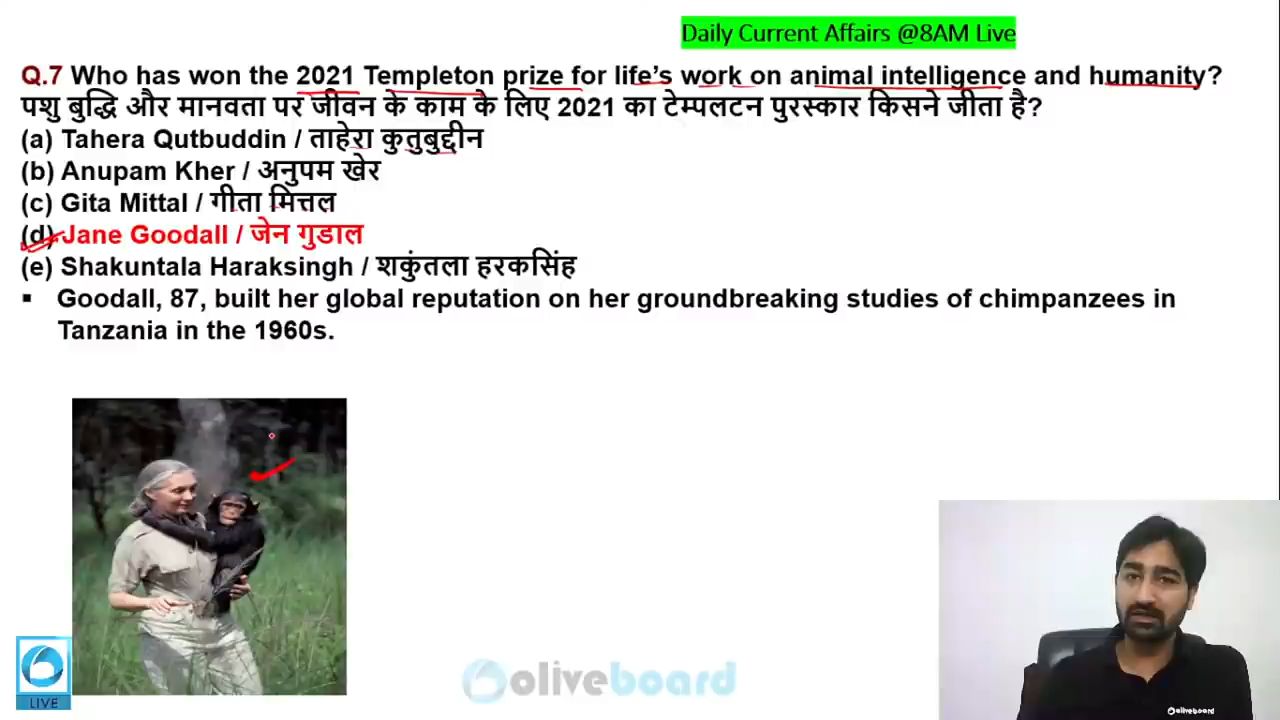 Daily Current Affairs @8AM Live
Q.7 Who has won the 2021 Templeton prize for life's work on animal intelligence and humanity?
पशु बुद्धि और मानवता पर जीवन के काम के लिए 2021 का टेम्पलटन पुरस्कार किसने जीता है?
(a) Tahera Qutbuddin / ताहेरा कुतुबुद्दीन
(b) Anupam Kher / अनुपम खेर
(c) Gita Mittal / गीता मित्तल
(d) Jane Goodall / जेन गुडाल
(e) Shakuntala Haraksingh / शकुंतला हरकसिंह
▪ Goodall, 87, built her global reputation on her groundbreaking studies of chimpanzees in
Tanzania in the 1960s.
LIVE
oliveboard
oliveboard